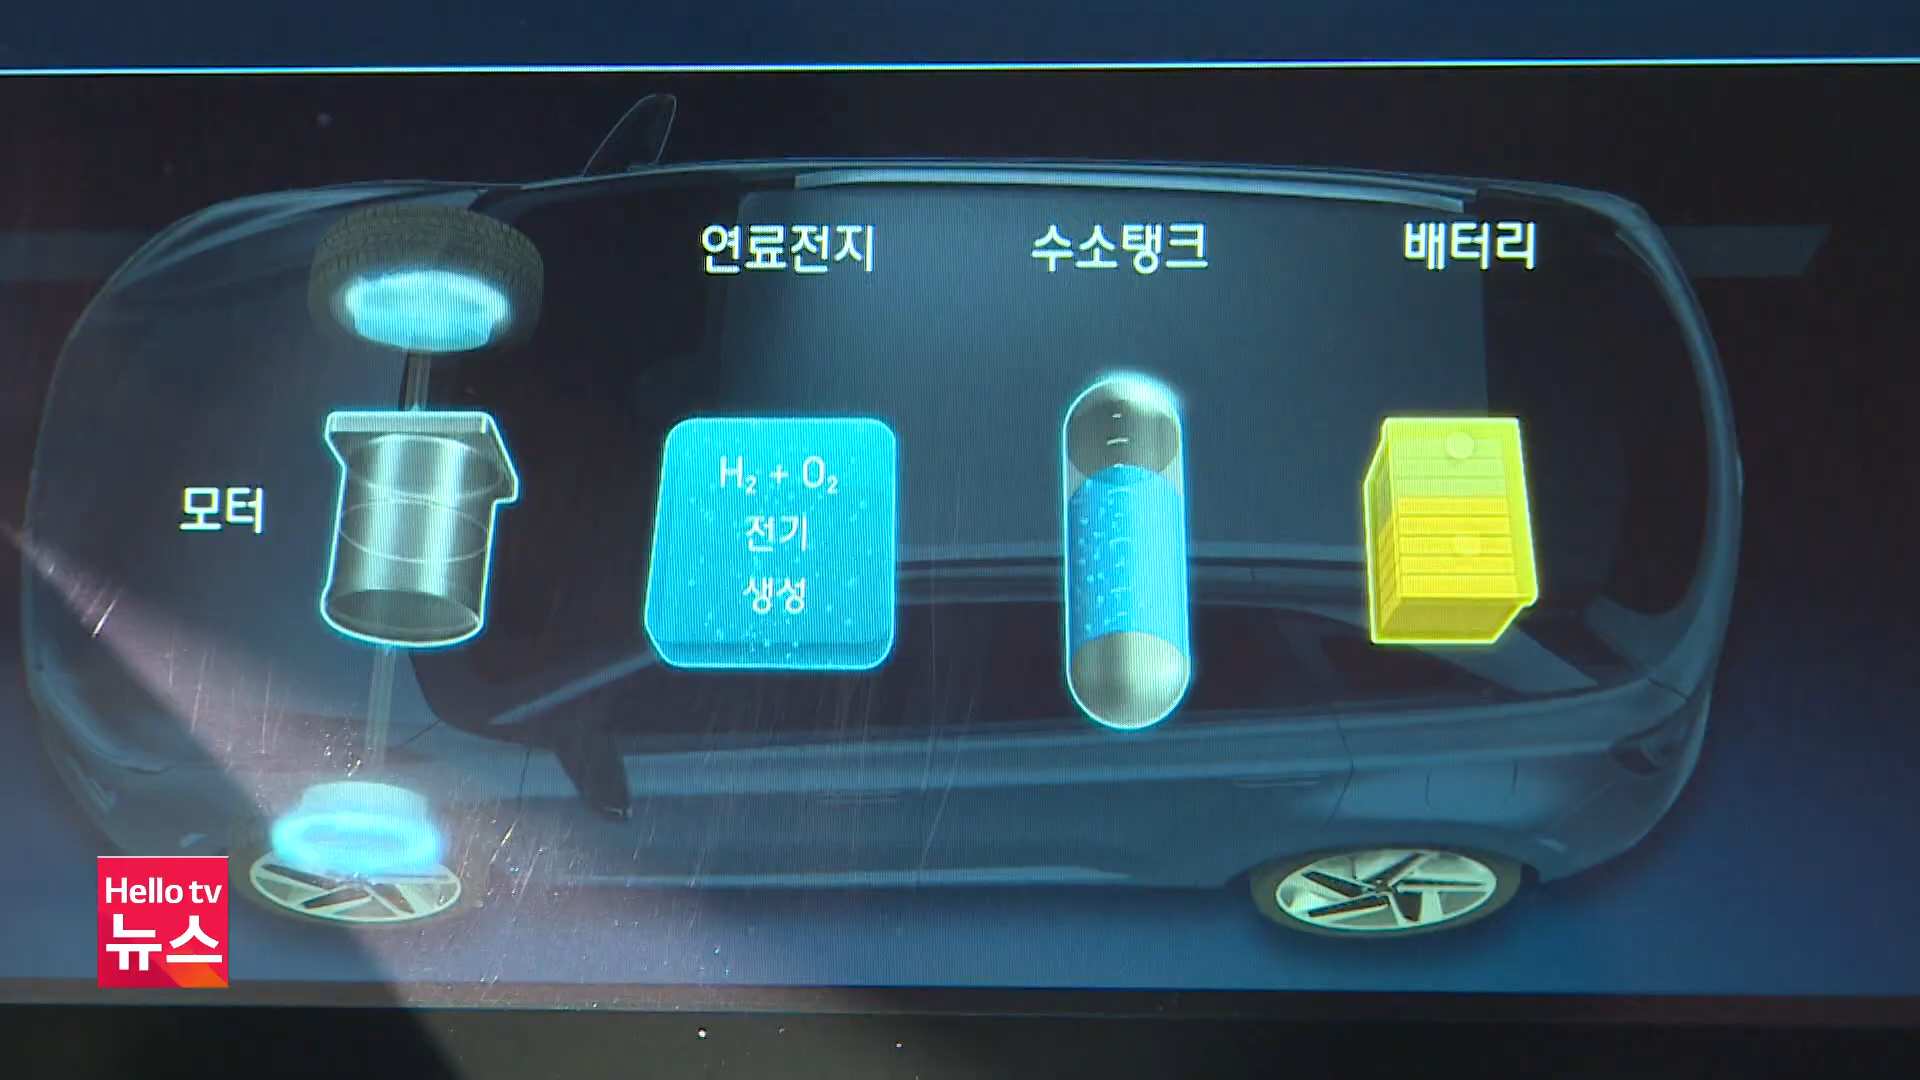 연료전지
수소탱크
배터리
모터
H₂ + O₂
전기
생성
Hello tv
뉴스